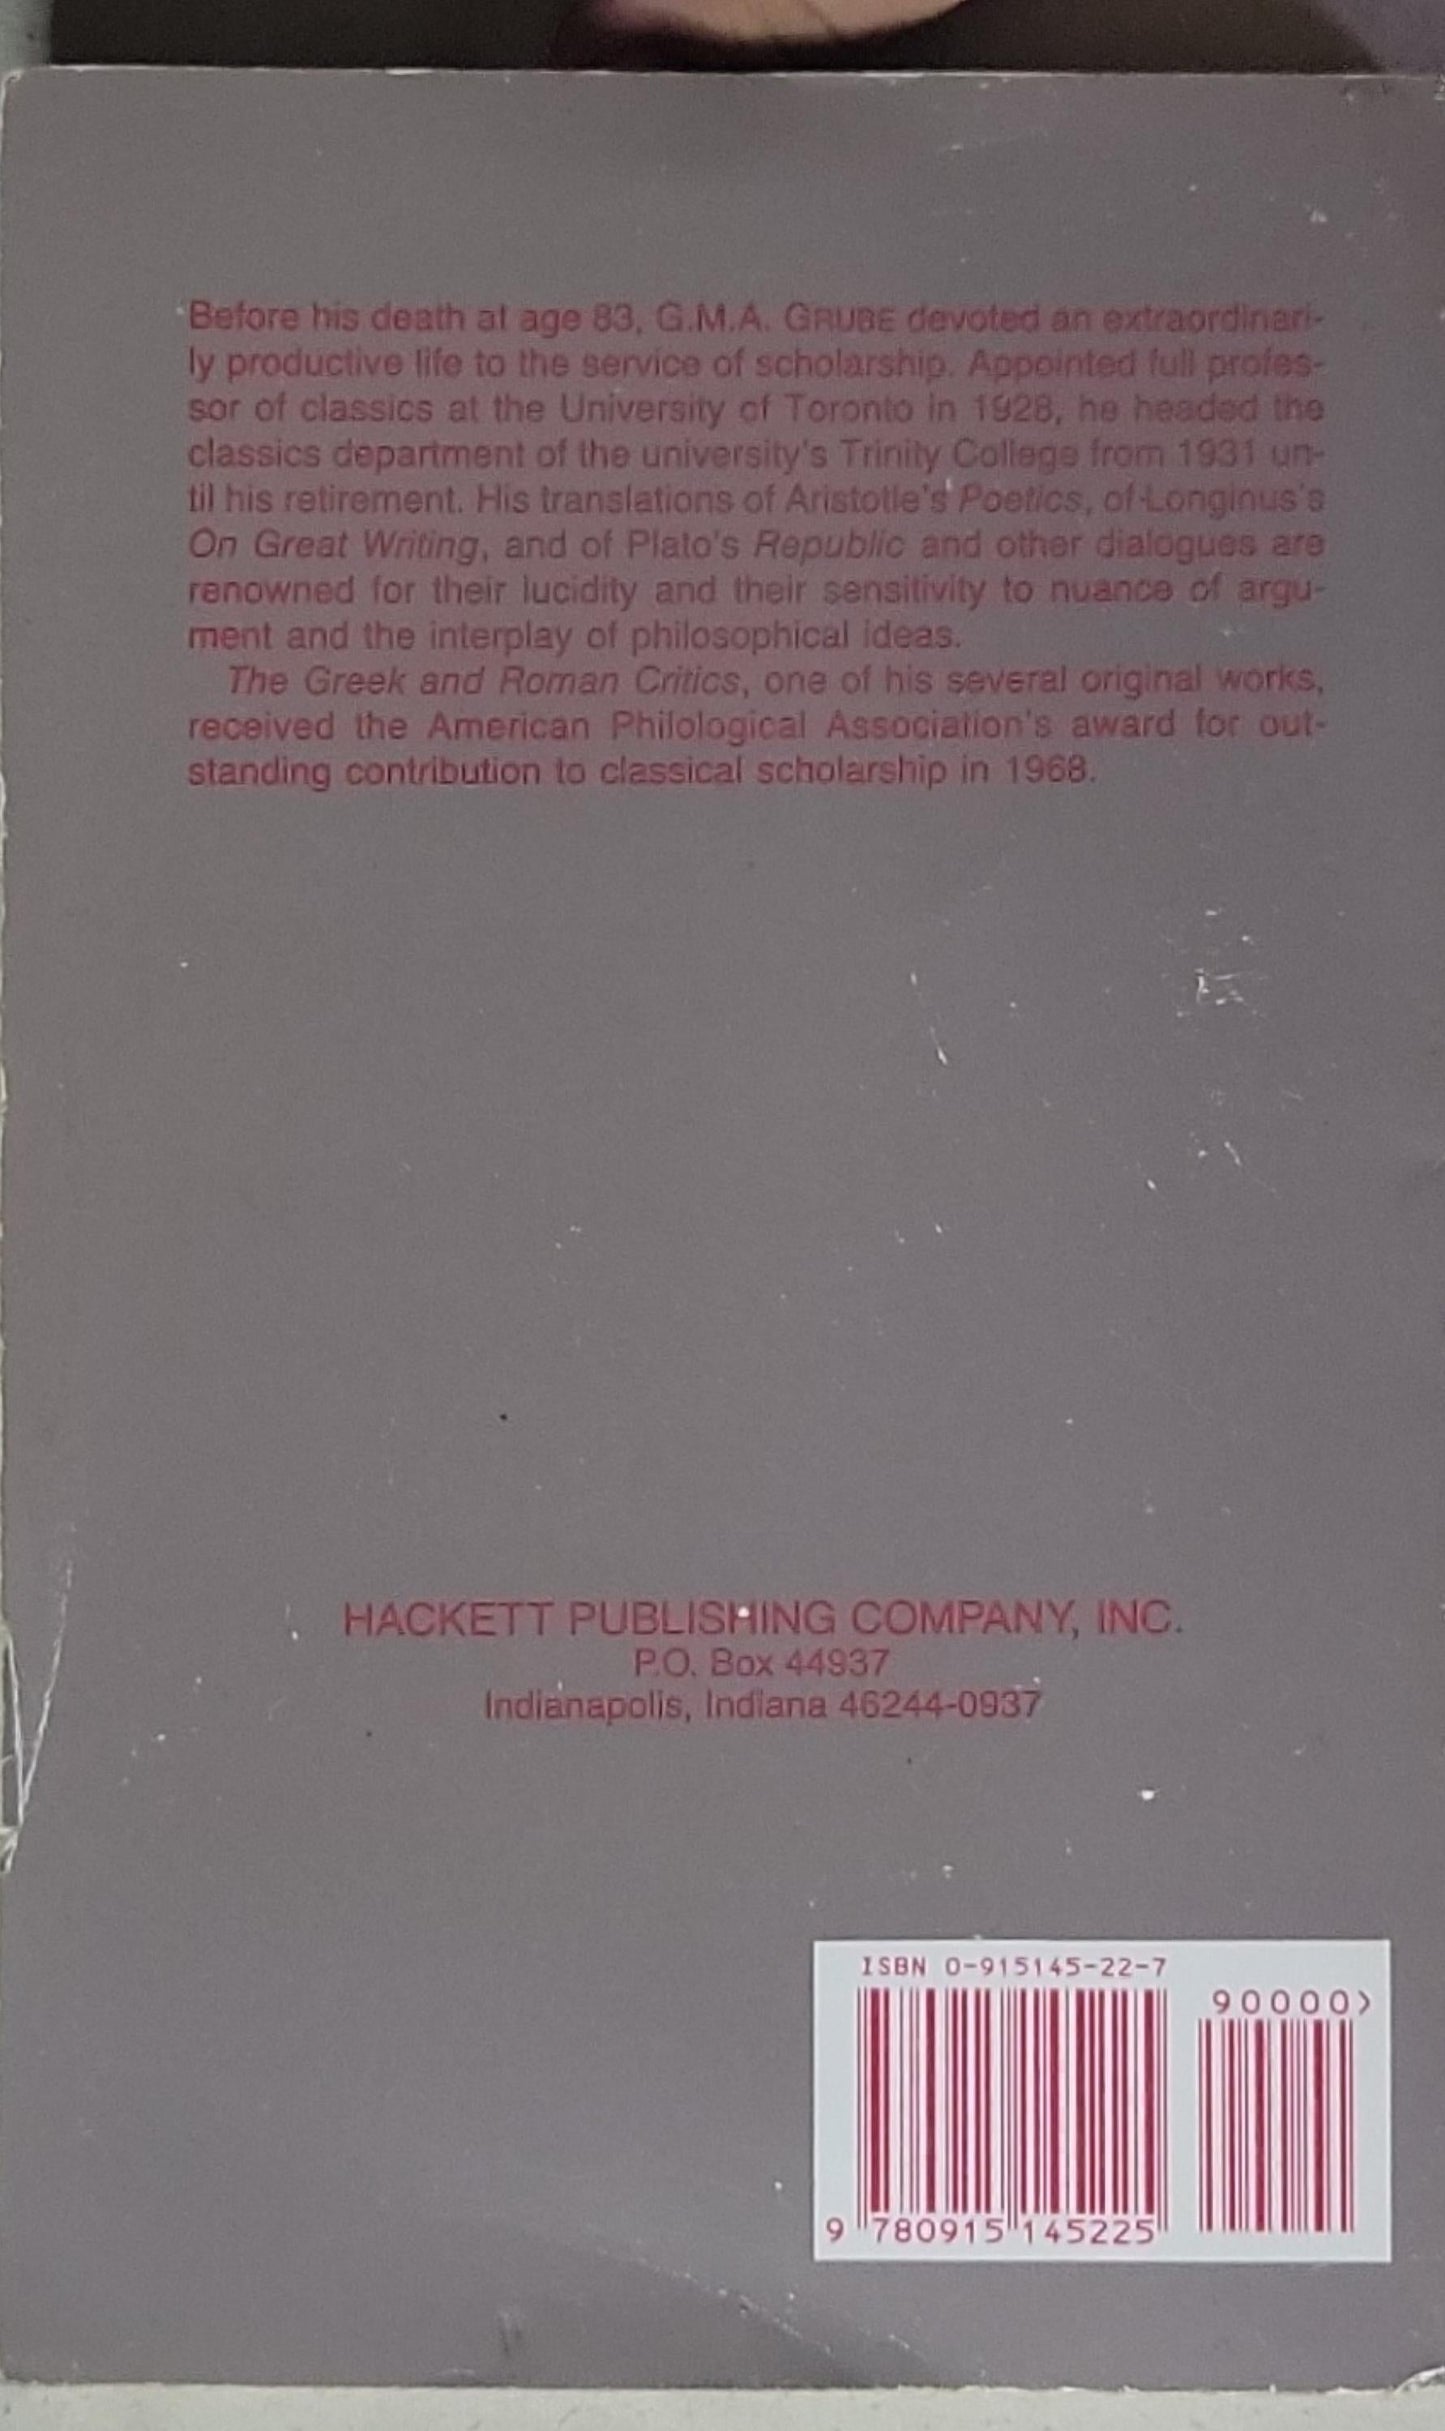 Before his death at age 83, G.M.A. GRUBE devoted an extraordinari-
ly productive life to the service of scholarship. Appointed full profes-
sor of classics at the University of Toronto in 1928, he headed the
classics department of the university's Trinity College from 1931 un-
til his retirement. His translations of Aristotle's Poetics, of Longinus's
On Great Writing, and of Plato's Republic and other dialogues are
renowned for their lucidity and their sensitivity to nuance of argu-
ment and the interplay of philosophical ideas.
The Greek and Roman Critics, one of his several original works,
received the American Philological Association's award for out-
standing contribution to classical scholarship in 1968.
HACKETT PUBLISHING COMPANY, INC.
P.O. Box 44937
Indianapolis, Indiana 46244-0937
ISBN 0-915145-22-7
90000>
9 780915 145225